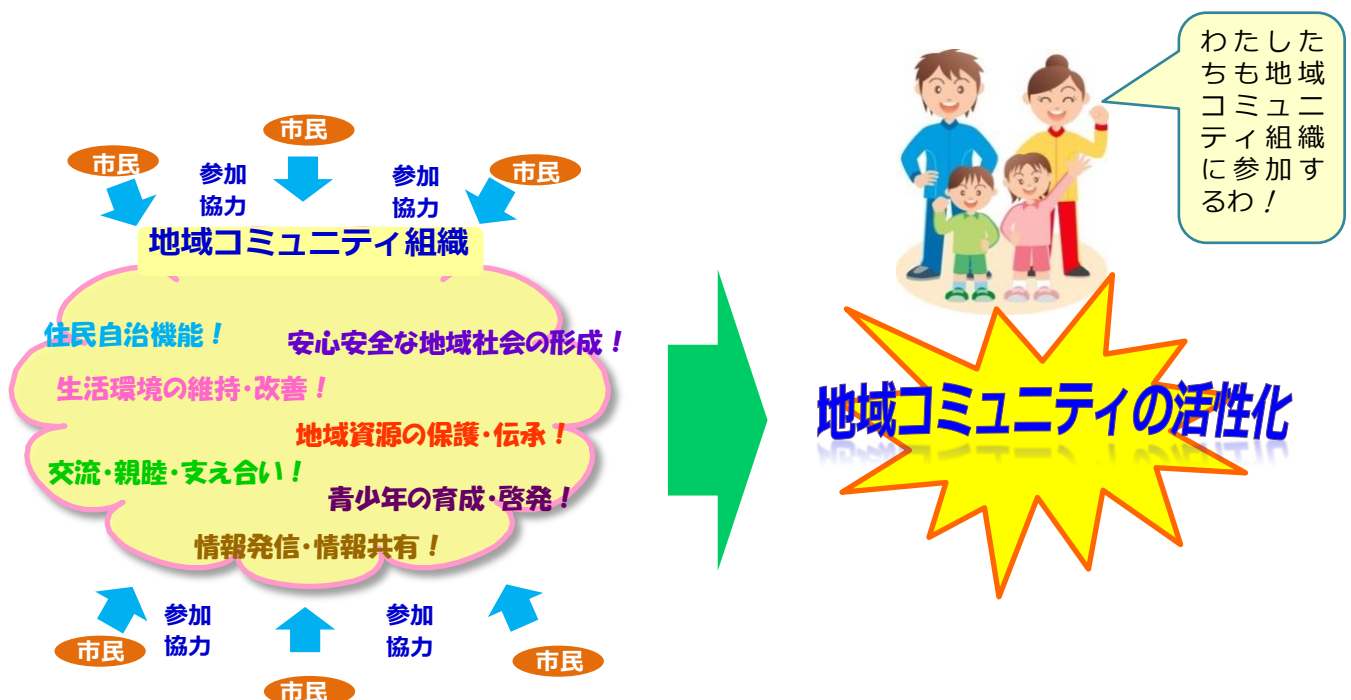 わたした
ちも地域
コミュニ
ティ組織
に参加す
るわ！
市民
市民
市民
参加
協力
参加
協力
地域コミュニティ組織
住民自治機能！
安心安全な地域社会の形成！
生活環境の維持・改善！
地域資源の保護・伝承！
交流・親睦・支え合い！
青少年の育成・啓発！
情報発信・情報共有！
地域コミュニティの活性化
参加
協力
参加
協力
市民
市民
市民